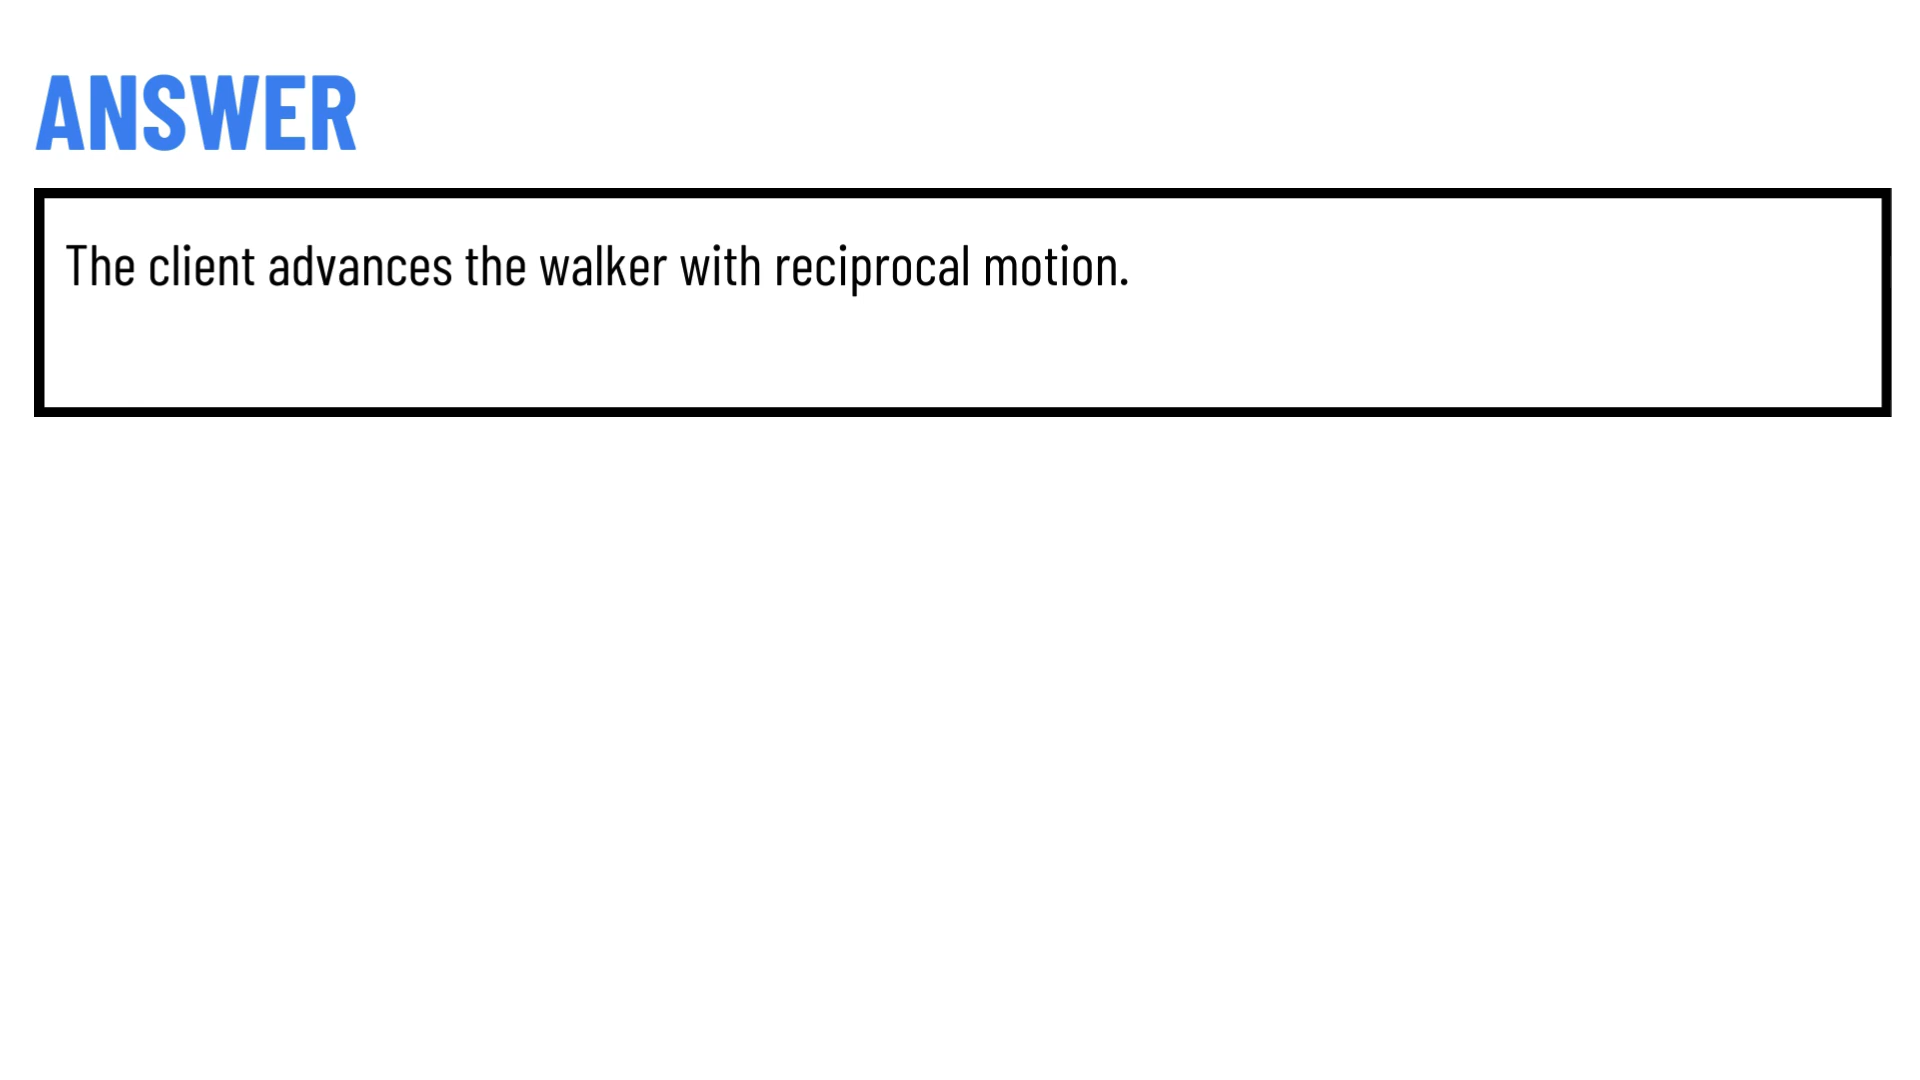 ANSWER
The client advances the walker with reciprocal motion.